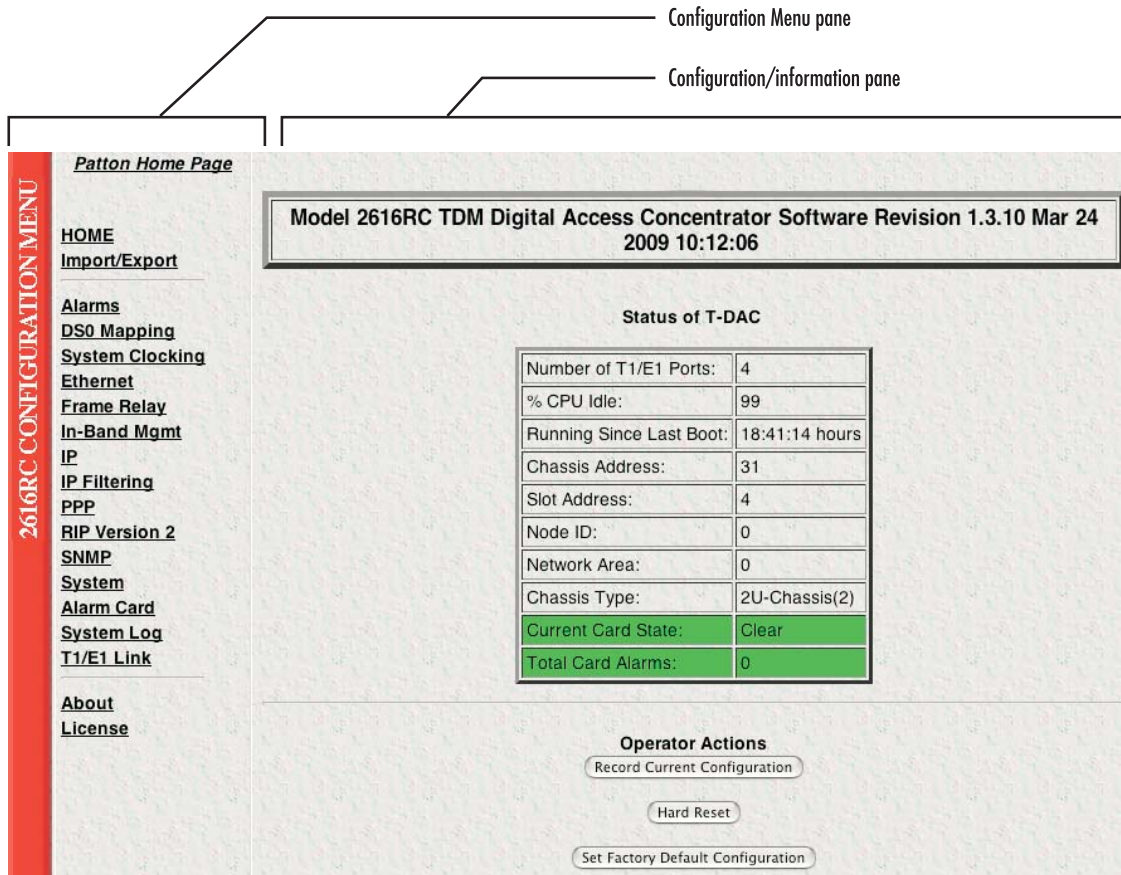 Configuration Menu pane
Configuration/information pane
2616RC CONFIGURATION MENU
Patton Home Page
HOME
Import/Export
Alarms
DS0 Mapping
System Clocking
Ethernet
Frame Relay
In-Band Mgmt
IP
IP Filtering
PPP
RIP Version 2
SNMP
System
Alarm Card
System Log
T1/E1 Link
About
License
Model 2616RC TDM Digital Access Concentrator Software Revision 1.3.10 Mar 24
2009 10:12:06
Status of T-DAC
Number of T1/E1 Ports: 4
% CPU Idle: 99
Running Since Last Boot: 18:41:14 hours
Chassis Address: 31
Slot Address: 4
Node ID: 0
Network Area: 0
Chassis Type: 2U-Chassis(2)
Current Card State: Clear
Total Card Alarms: 0
Operator Actions
Record Current Configuration
Hard Reset
Set Factory Default Configuration